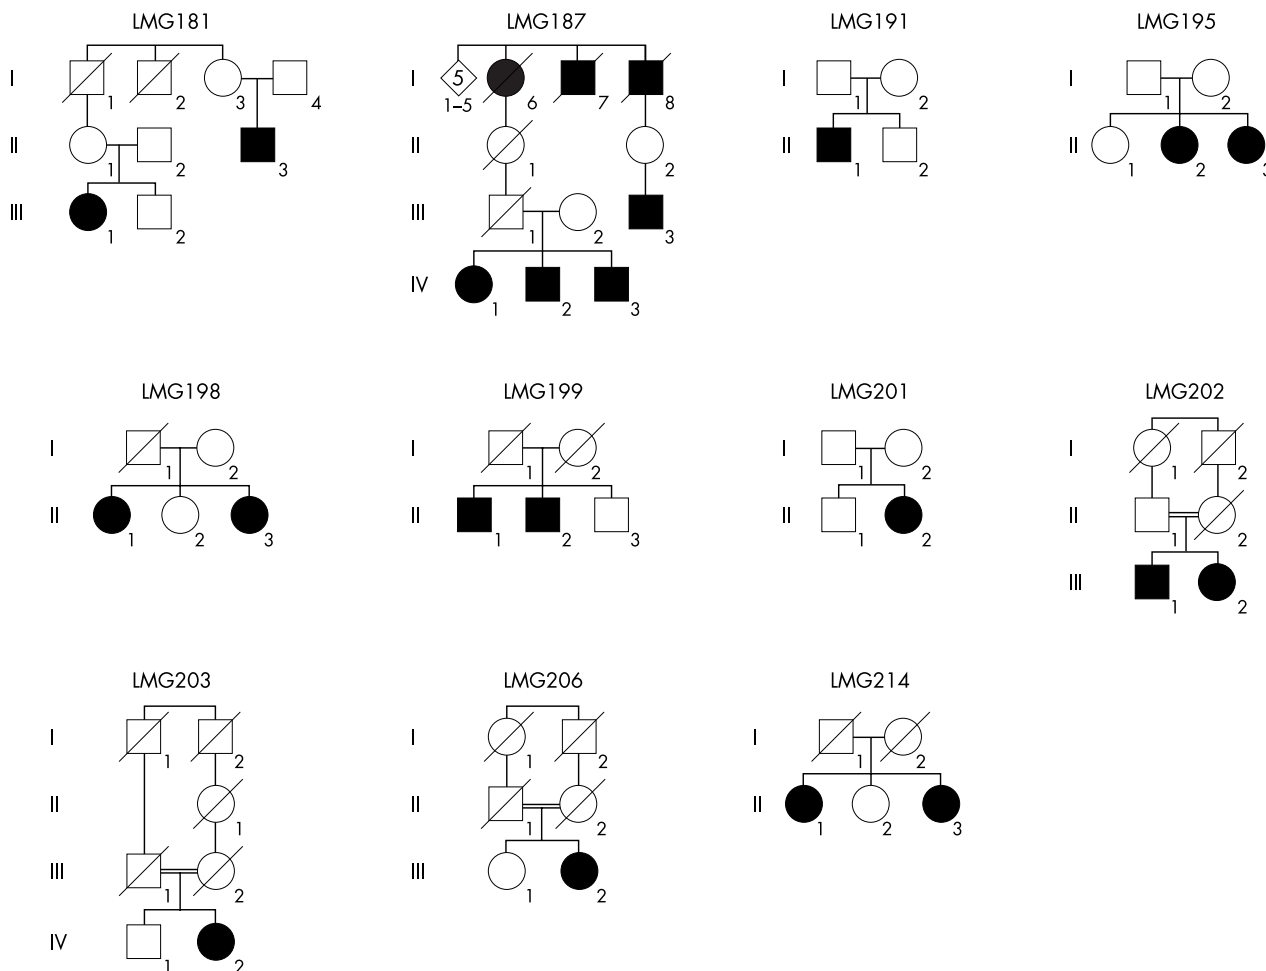 LMG181 LMG187 LMG191 LMG195
I 1 2 3 4 I 5 1–5 6 7 8 I 1 2 I 1 2
II 1 2 3 II 1 2 II 1 2 II 1 2 3
III 1 2 III 1 2 3
IV 1 2 3
LMG198 LMG199 LMG201 LMG202
I 1 2 I 1 2 I 1 2 I 1 2
II 1 2 3 II 1 2 3 II 1 2 II 1 2
III 1 2
LMG203 LMG206 LMG214
I 1 2 I 1 2 I 1 2
II 1 II 1 2 II 1 2 3
III 1 2 III 1 2
IV 1 2